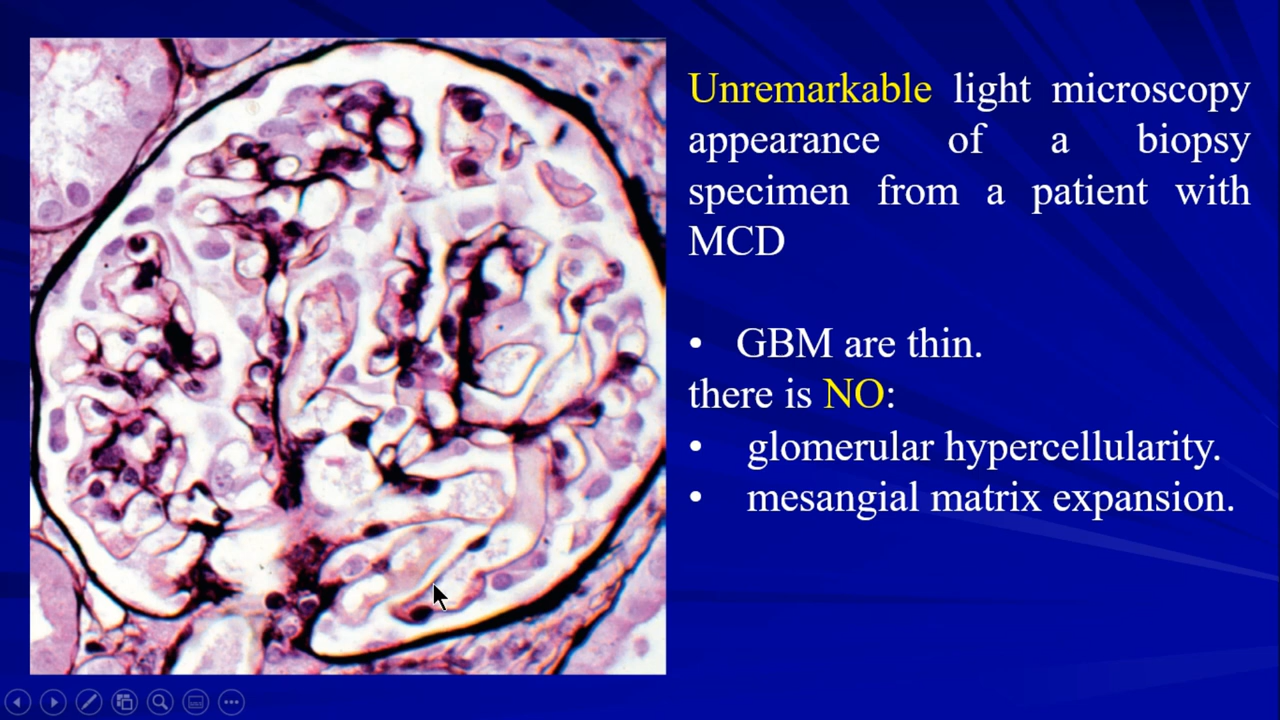 Unremarkable light microscopy
appearance of a biopsy
specimen from a patient with
MCD
• GBM are thin.
there is NO:
• glomerular hypercellularity.
• mesangial matrix expansion.